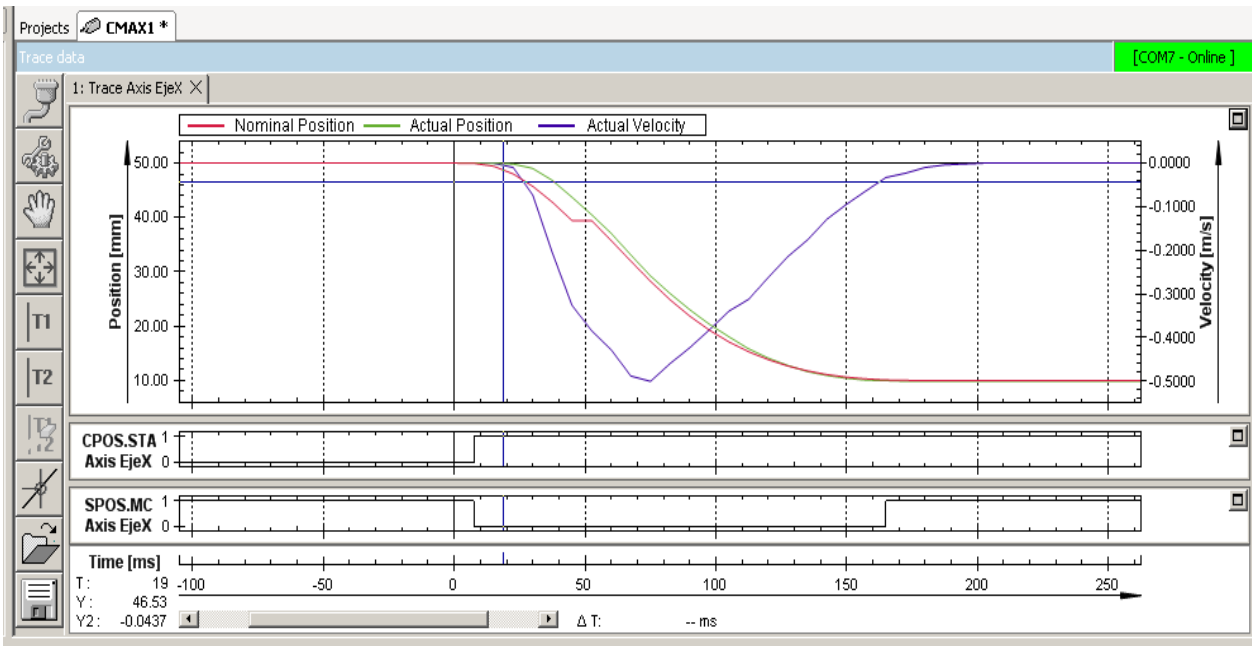 Projects CMAX1 *
Trace data [COM7 - Online ]
1: Trace Axis EjeX
Nominal Position Actual Position Actual Velocity
50.00
40.00
30.00
20.00
10.00
Position [mm]
0.0000
-0.1000
-0.2000
-0.3000
-0.4000
-0.5000
Velocity [m/s]
T1
T2
CPOS.STA 1
Axis EjeX 0
SPOS.MC 1
Axis EjeX 0
Time [ms]
T : 19 -100 -50 0 50 100 150 200 250
Y : 46.53
Y2 : -0.0437 Δ T: -- ms